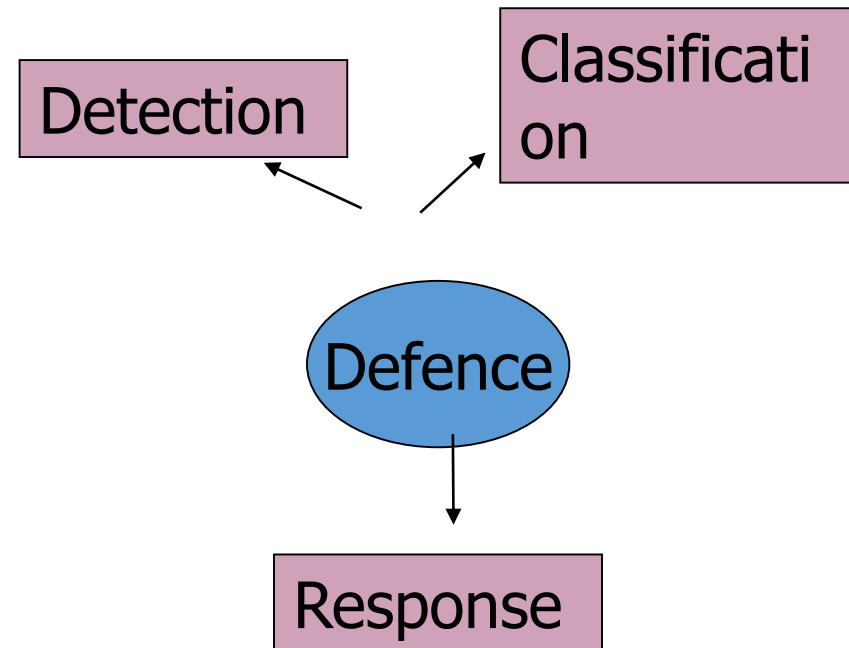 Detection
Classificati
on
Defence
Response